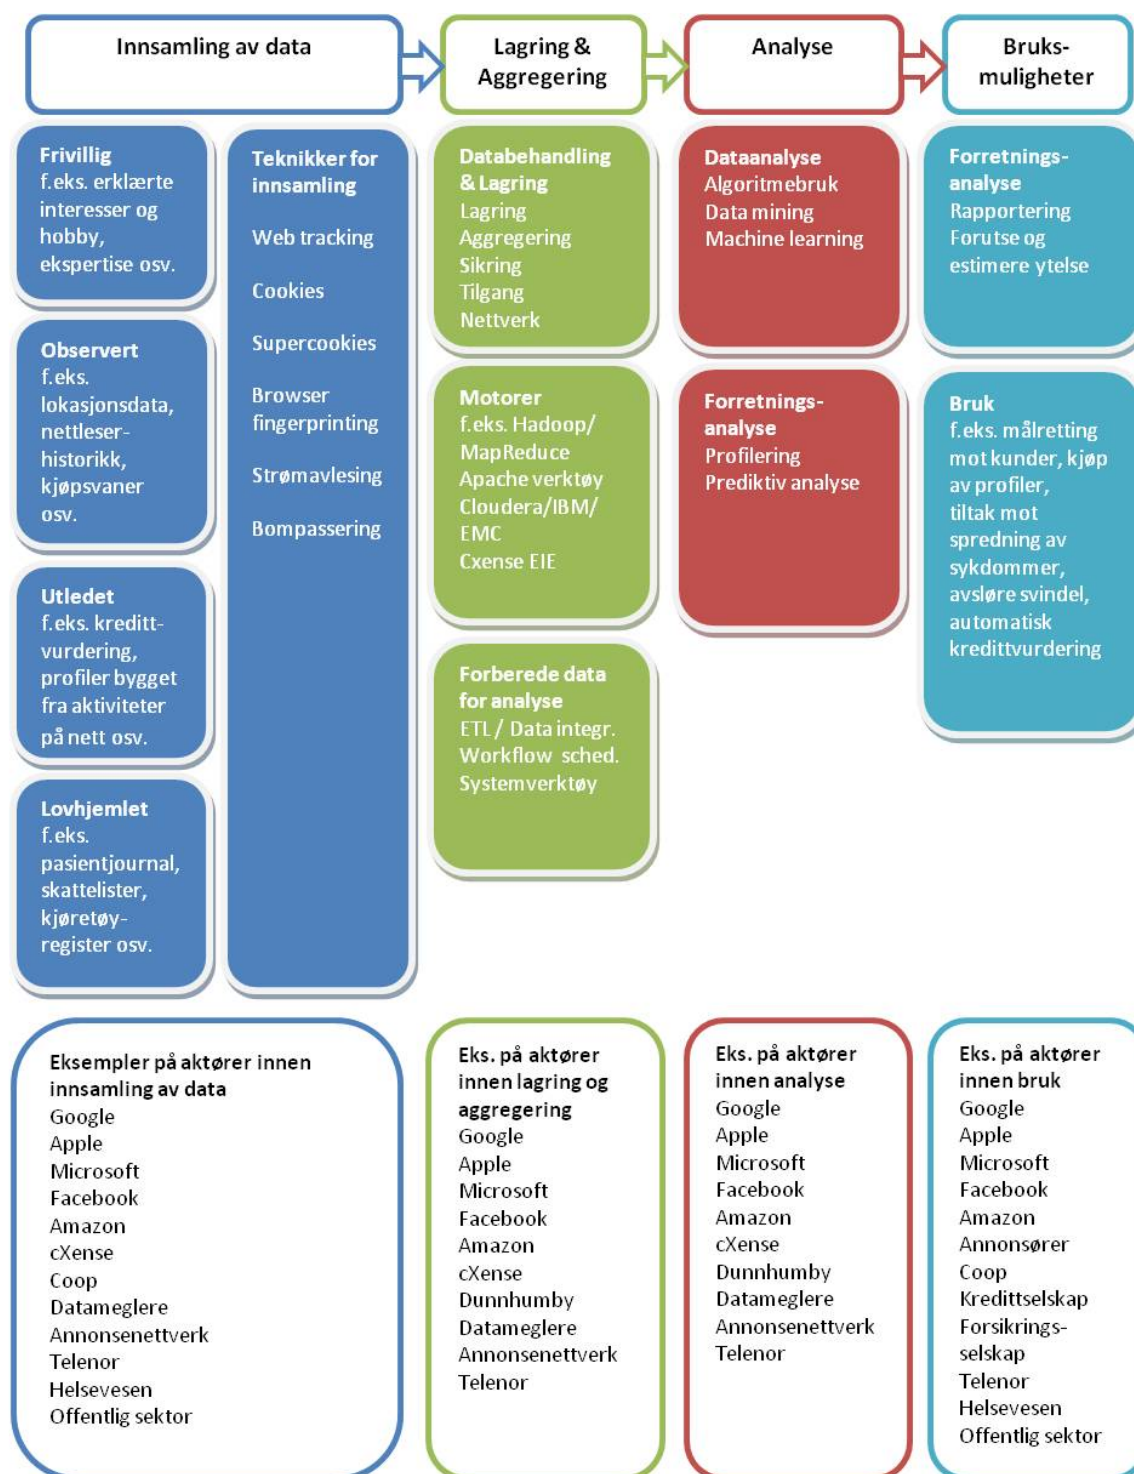 Innsamling av data
Lagring &
Aggregering
Analyse
Bruks-
muligheter
Frivillig
f.eks. erklærte
interesser og
hobby,
ekspertise osv.
Observert
f.eks.
lokasjonsdata,
nettleser-
historikk,
kjøpsvaner
osv.
Utledet
f.eks. kreditt-
vurdering,
profiler bygget
fra aktiviteter
på nett osv.
Lovhjemlet
f.eks.
pasientjournal,
skattelister,
kjøretøy-
register osv.
Teknikker for
innsamling
Web tracking
Cookies
Supercookies
Browser
fingerprinting
Strømavlesing
Bompassering
Databehandling
& Lagring
Lagring
Aggregering
Sikring
Tilgang
Nettverk
Motorer
f.eks. Hadoop/
MapReduce
Apache verktøy
Cloudera/IBM/
EMC
Cxense EIE
Forberede data
for analyse
ETL / Data integr.
Workflow sched.
Systemverktøy
Dataanalyse
Algoritmebruk
Data mining
Machine learning
Forretnings-
analyse
Profilering
Prediktiv analyse
Forretnings-
analyse
Rapportering
Forutse og
estimere ytelse
Bruk
f.eks. målretting
mot kunder, kjøp
av profiler,
tiltak mot
spredning av
sykdommer,
avsløre svindel,
automatisk
kredittvurdering
Eksempler på aktører innen
innsamling av data
Google
Apple
Microsoft
Facebook
Amazon
cXense
Coop
Datameglere
Annonsenettverk
Telenor
Helsevesen
Offentlig sektor
Eks. på aktører
innen lagring og
aggregering
Google
Apple
Microsoft
Facebook
Amazon
cXense
Dunnhumby
Datameglere
Annonsenettverk
Telenor
Eks. på aktører
innen analyse
Google
Apple
Microsoft
Facebook
Amazon
cXense
Dunnhumby
Datameglere
Annonsenettverk
Telenor
Eks. på aktører
innen bruk
Google
Apple
Microsoft
Facebook
Amazon
Annonsører
Coop
Kredittselskap
Forsikrings-
selskap
Telenor
Helsevesen
Offentlig sektor